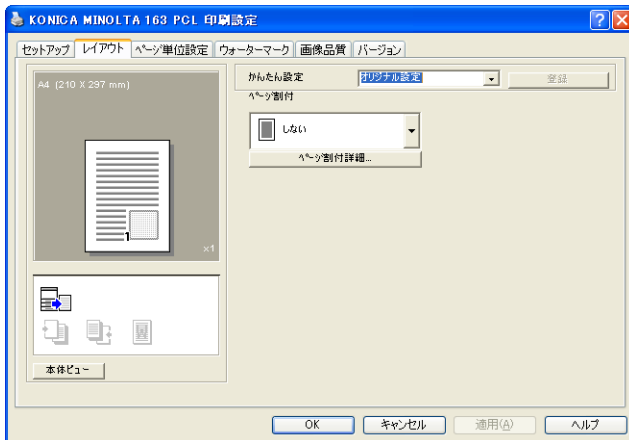 KONICA MINOLTA 163 PCL 印刷設定
セットアップ レイアウト ページ単位設定 ウォーターマーク 画像品質 バージョン
A4 (210 X 297 mm)
1
×1
本体ビュー
かんたん設定 オリジナル設定 登録
ページ割付
しない
ページ割付詳細...
OK キャンセル 適用(A) ヘルプ